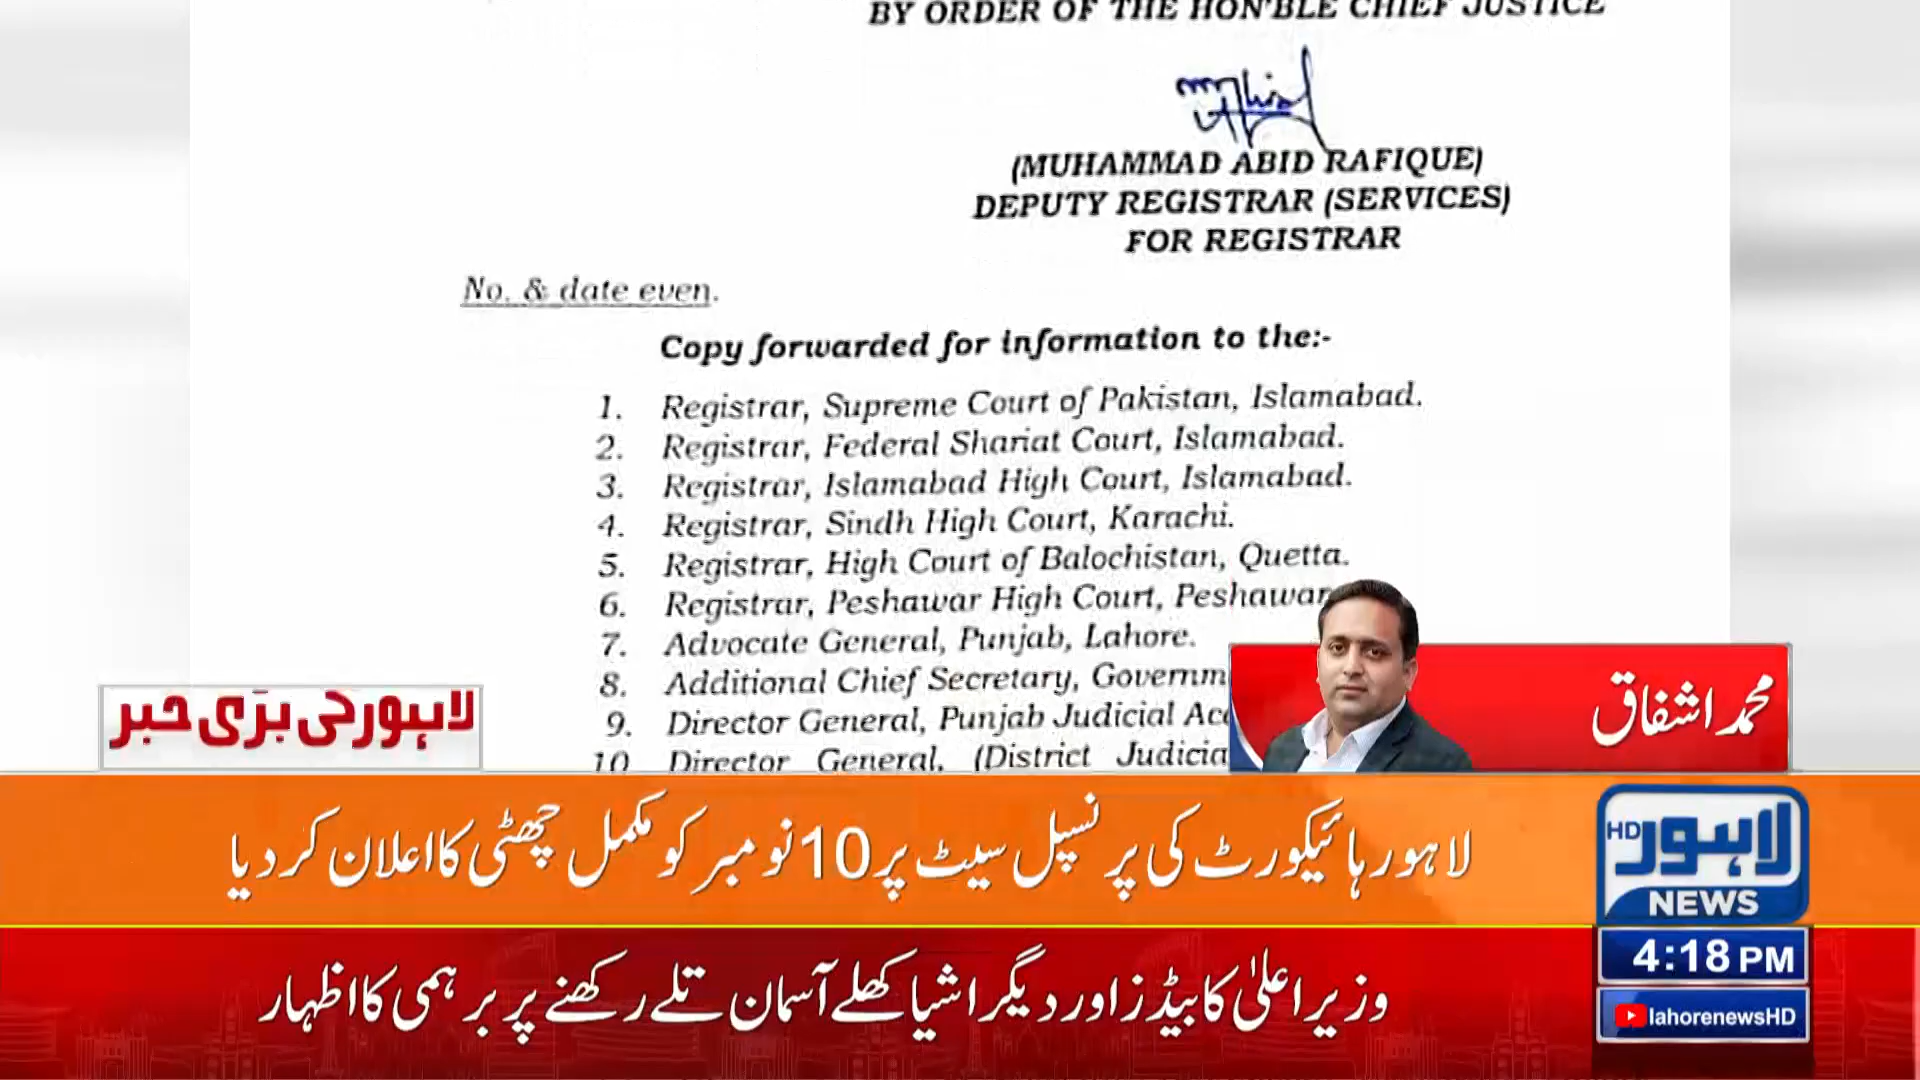 BY ORDER OF THE HON'BLE CHIEF JUSTICE
(MUHAMMAD ABID RAFIQUE)
DEPUTY REGISTRAR (SERVICES)
FOR REGISTRAR
No. & date even.
Copy forwarded for information to the:-
1. Registrar, Supreme Court of Pakistan, Islamabad.
2. Registrar, Federal Shariat Court, Islamabad.
3. Registrar, Islamabad High Court, Islamabad.
4. Registrar, Sindh High Court, Karachi.
5. Registrar, High Court of Balochistan, Quetta.
6. Registrar, Peshawar High Court, Peshawar
7. Advocate General, Punjab, Lahore.
8. Additional Chief Secretary,
9. Director General, Punjab Judicial
10 Director General, (District
محمد اشفاق
لاہور کی بڑی خبر
لاہور ہائیکورٹ کی پرنسپل سیٹ پر 10 نومبر کو مکمل چھٹی کا اعلان کر دیا
لاہور HD
NEWS
وزیر اعلیٰ کا بیڈز اور دیگر اشیا کھلے آسمان تلے رکھنے پر برہمی کا اظہار
4:18 PM
lahorenewsHD